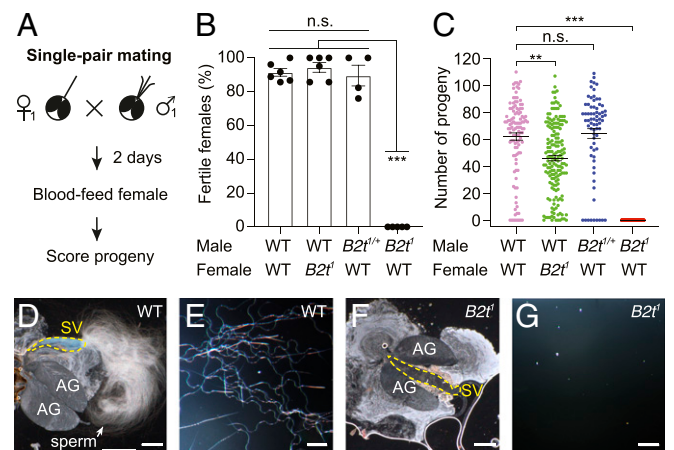 A
Single-pair mating
♀1 × ♂1
2 days
Blood-feed female
Score progeny
B
n.s.
Fertile females (%)
100
80
60
40
20
0
***
Male WT WT B2t1/+ B2t1
Female WT B2t1 WT WT
C
***
n.s.
**
Number of progeny
120
100
80
60
40
20
0
Male WT WT B2t1/+ B2t1
Female WT B2t1 WT WT
D WT
SV
AG
AG
sperm
E WT
F B2t1
AG
AG
SV
G B2t1